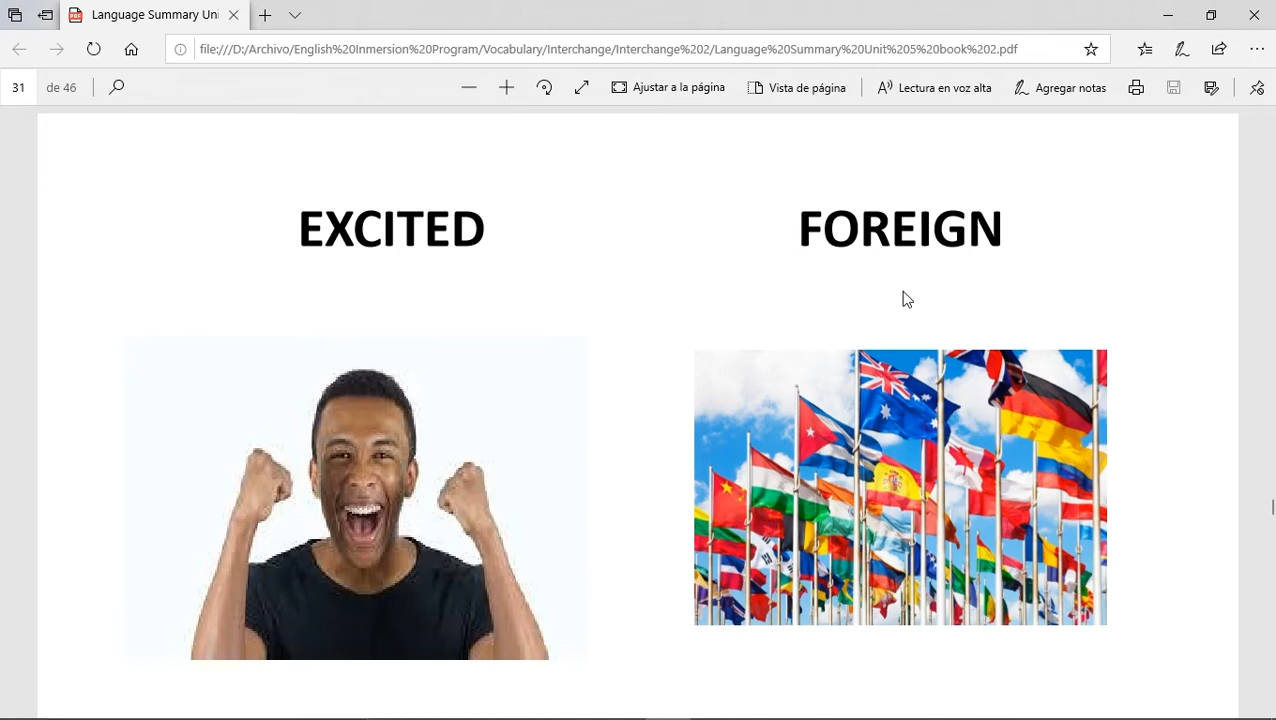 Language Summary Uni
file:///D:/Archivo/English%20Inmersion%20Program/Vocabulary/Interchange/Interchange%202/Language%20Summary%20Unit%205%20book%202.pdf
31 de 46 Ajustar a la página Vista de página Lectura en voz alta Agregar notas
EXCITED FOREIGN